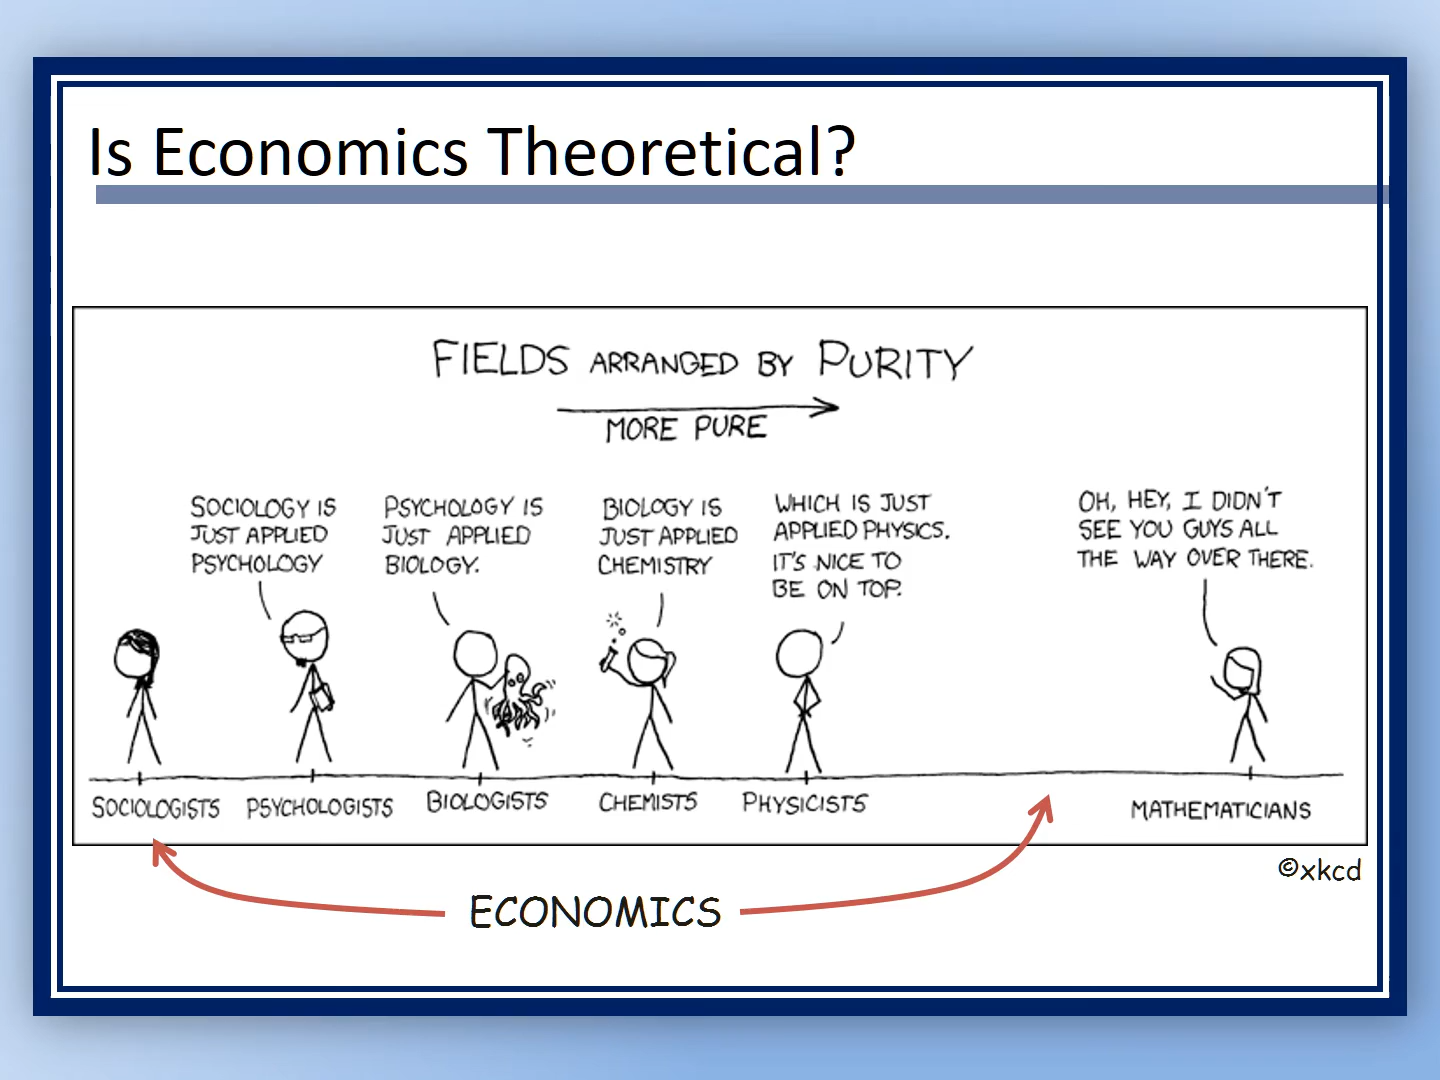 Is Economics Theoretical?
FIELDS ARRANGED BY PURITY
MORE PURE
SOCIOLOGY IS
JUST APPLIED
PSYCHOLOGY
PSYCHOLOGY IS
JUST APPLIED
BIOLOGY.
BIOLOGY IS
JUST APPLIED
CHEMISTRY
WHICH IS JUST
APPLIED PHYSICS.
IT'S NICE TO
BE ON TOP.
OH, HEY, I DIDN'T
SEE YOU GUYS ALL
THE WAY OVER THERE.
SOCIOLOGISTS
PSYCHOLOGISTS
BIOLOGISTS
CHEMISTS
PHYSICISTS
MATHEMATICIANS
©xkcd
ECONOMICS